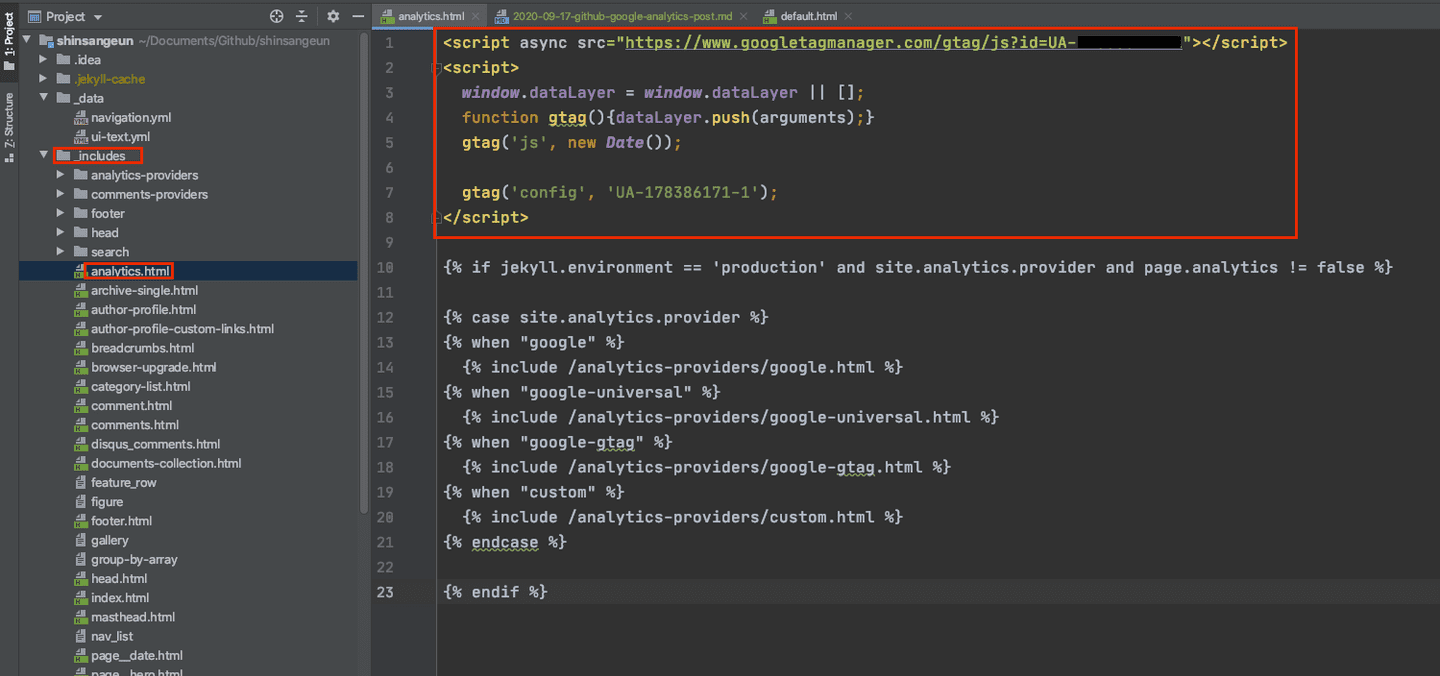 Project
analytics.html
2020-09-17-github-google-analytics-post.md
default.html
1: Project
Z: Structure
shinsangeun ~/Documents/Github/shinsangeun
.idea
.jekyll-cache
_data
navigation.yml
ui-text.yml
_includes
analytics-providers
comments-providers
footer
head
search
analytics.html
archive-single.html
author-profile.html
author-profile-custom-links.html
breadcrumbs.html
browser-upgrade.html
category-list.html
comment.html
comments.html
disqus_comments.html
documents-collection.html
feature_row
figure
footer.html
gallery
group-by-array
head.html
index.html
masthead.html
nav_list
page__date.html
page__hero.html
1 <script async src="https://www.googletagmanager.com/gtag/js?id=UA-"></script>
2 <script>
3 window.dataLayer = window.dataLayer || [];
4 function gtag(){dataLayer.push(arguments);}
5 gtag('js', new Date());
6
7 gtag('config', 'UA-178386171-1');
8 </script>
9
10 {% if jekyll.environment == 'production' and site.analytics.provider and page.analytics != false %}
11
12 {% case site.analytics.provider %}
13 {% when "google" %}
14 {% include /analytics-providers/google.html %}
15 {% when "google-universal" %}
16 {% include /analytics-providers/google-universal.html %}
17 {% when "google-gtag" %}
18 {% include /analytics-providers/google-gtag.html %}
19 {% when "custom" %}
20 {% include /analytics-providers/custom.html %}
21 {% endcase %}
22
23 {% endif %}